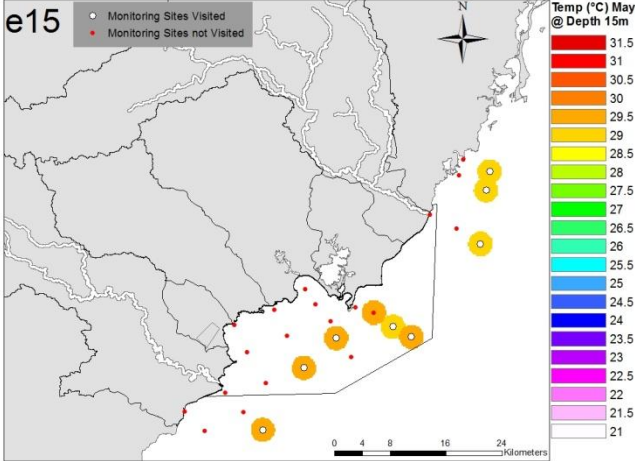 e15
Monitoring Sites Visited
Monitoring Sites not Visited
N
Temp (°C) May
@ Depth 15m
31.5
31
30.5
30
29.5
29
28.5
28
27.5
27
26.5
26
25.5
25
24.5
24
23.5
23
22.5
22
21.5
21
0 4 8 16 24
Kilometers